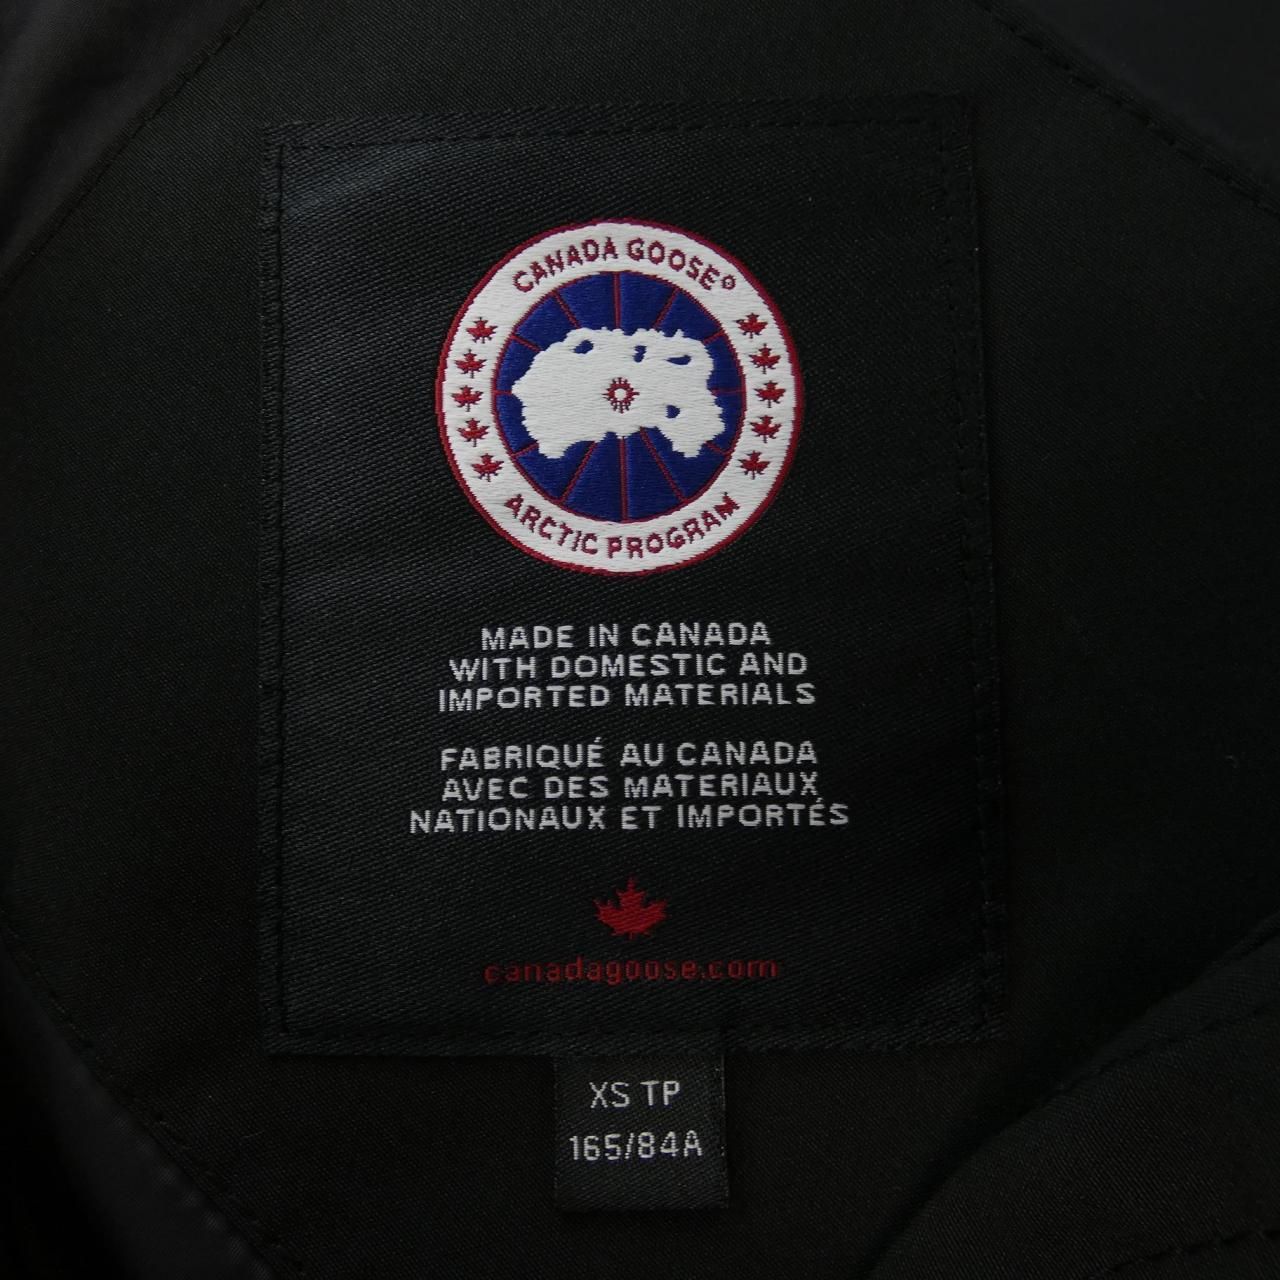 CANADA GOOSE
ARCTIC PROGRAM
MADE IN CANADA
WITH DOMESTIC AND
IMPORTED MATERIALS
FABRIQUÉ AU CANADA
AVEC DES MATERIAUX
NATIONAUX ET IMPORTÉS
canadagoose.com
XS TP
165/84A